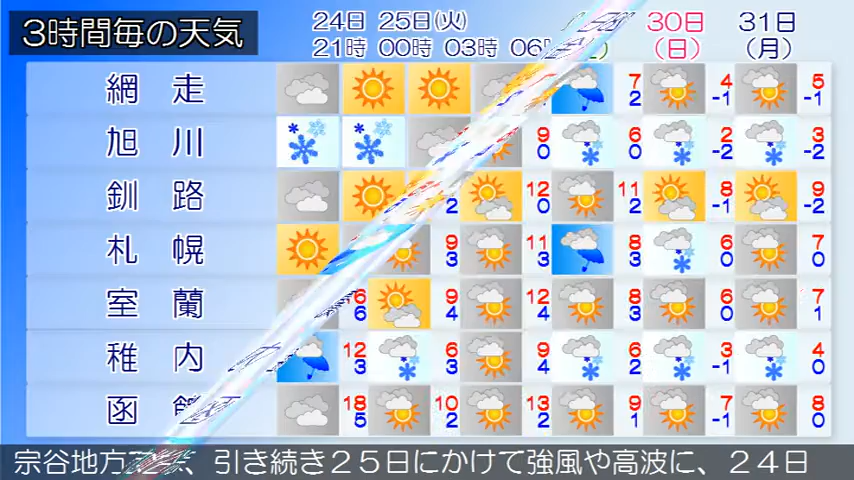 3時間毎の天気
24日 25日(火) 30日 31日
21時 00時 03時 06 (日) (月)
網走 7 2 4 -1 5 -1
旭川 9 0 6 0 2 -2 3 -2
釧路 2 12 0 11 2 8 -1 9 -2
札幌 9 3 11 3 8 3 6 0 7 0
室蘭 6 6 9 4 12 4 8 3 6 0 7 1
稚内 12 3 6 3 9 4 6 2 3 -1 4 0
函館 18 5 10 2 13 2 9 1 7 -1 8 0
宗谷地方 、引き続き25日にかけて強風や高波に、24日